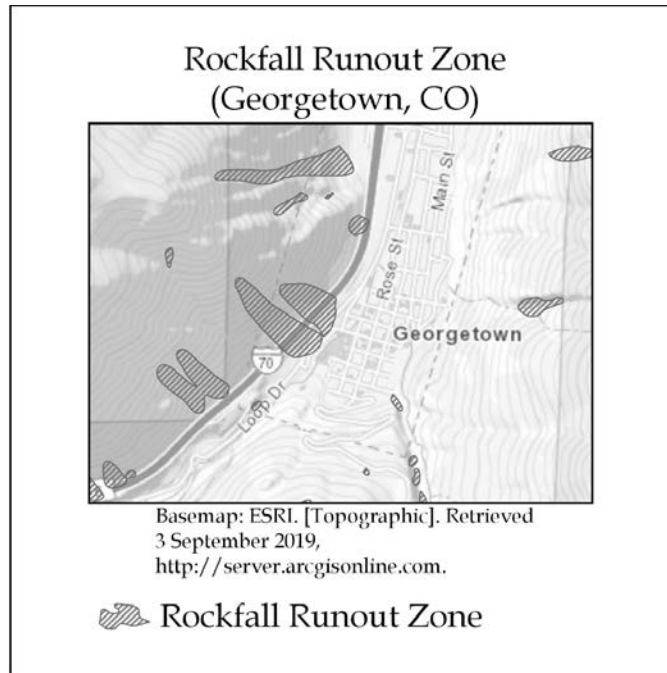 Rockfall Runout Zone
(Georgetown, CO)
Main St
Rose St
Georgetown
70
Loop Dr
Basemap: ESRI. [Topographic]. Retrieved
3 September 2019,
http://server.arcgisonline.com.
Rockfall Runout Zone